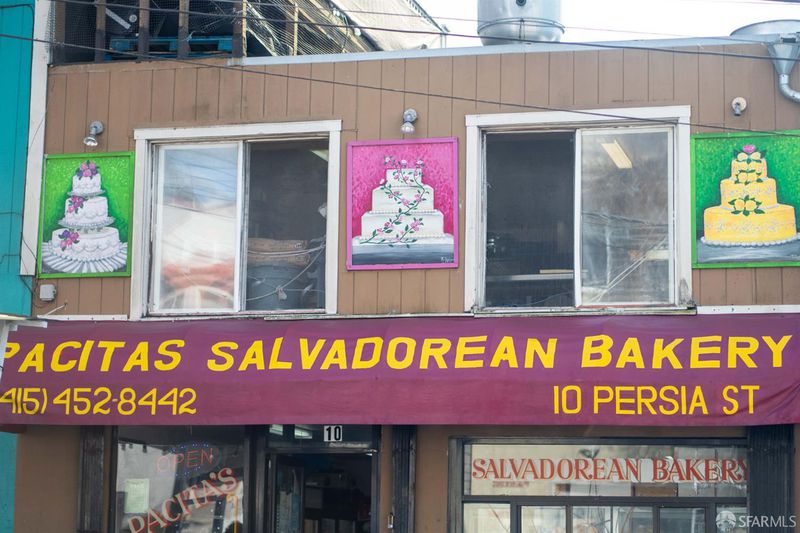 PACITAS SALVADOREAN BAKERY
(415) 452-8442
10 PERSIA ST
10
OPEN
SALVADOREAN BAKERY
PACITA'S
SFARMLS